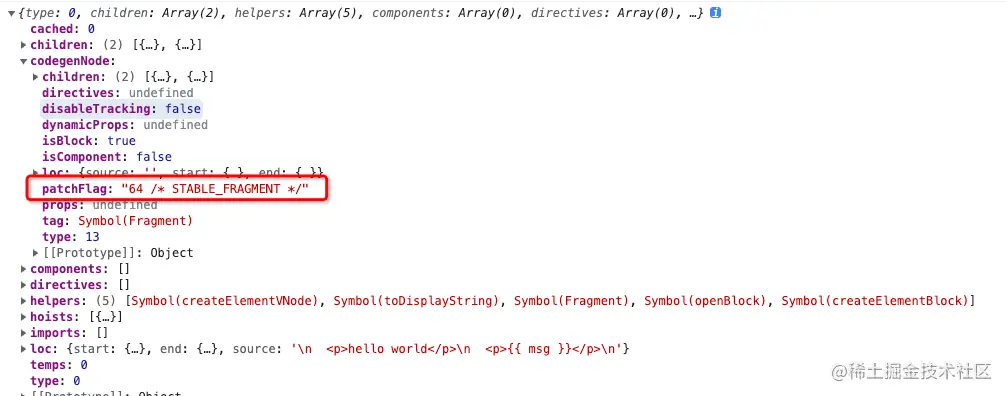 {type: 0, children: Array(2), helpers: Array(5), components: Array(0), directives: Array(0), …} i
cached: 0
children: (2) [{…}, {…}]
codegenNode:
children: (2) [{…}, {…}]
directives: undefined
disableTracking: false
dynamicProps: undefined
isBlock: true
isComponent: false
loc: {source: '', start: {…}, end: {…}}
patchFlag: "64 /* STABLE_FRAGMENT */"
props: undefined
tag: Symbol(Fragment)
type: 13
[[Prototype]]: Object
components: []
directives: []
helpers: (5) [Symbol(createElementVNode), Symbol(toDisplayString), Symbol(Fragment), Symbol(openBlock), Symbol(createElementBlock)]
hoists: [{…}]
imports: []
loc: {start: {…}, end: {…}, source: '\n  <p>hello world</p>\n  <p>{{ msg }}</p>\n'}
temps: 0
type: 0
[[Prototype]]: Object
@稀土掘金技术社区